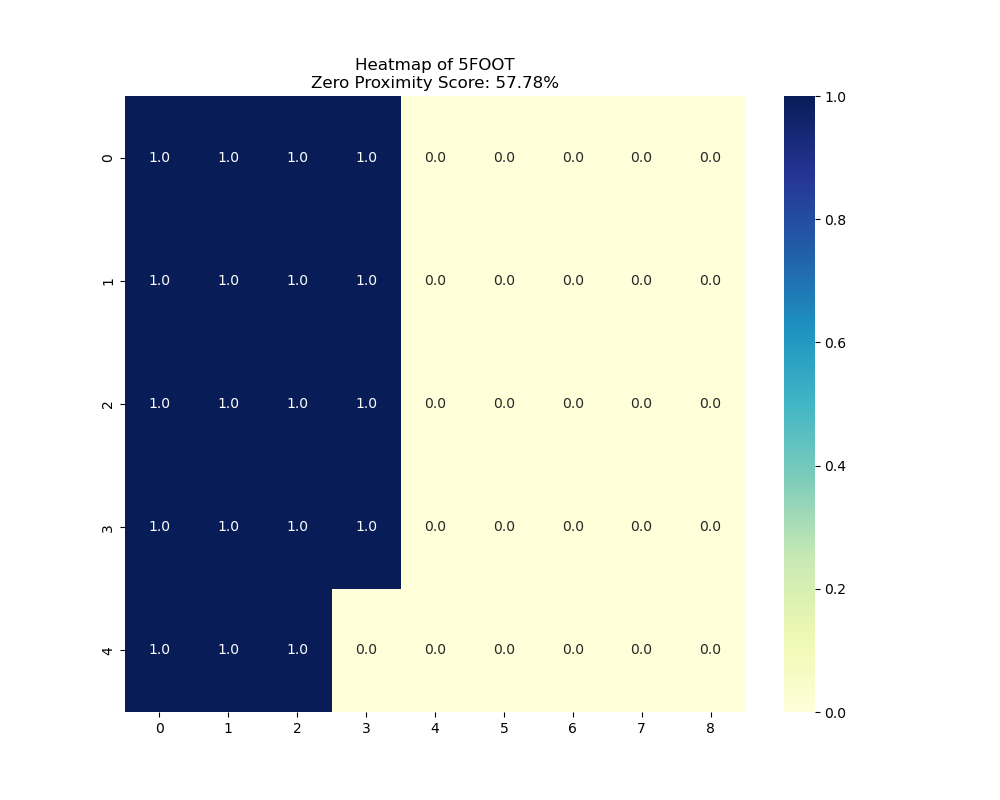 Heatmap of 5FOOT
Zero Proximity Score: 57.78%
0 1.0 1.0 1.0 1.0 0.0 0.0 0.0 0.0 0.0
1 1.0 1.0 1.0 1.0 0.0 0.0 0.0 0.0 0.0
2 1.0 1.0 1.0 1.0 0.0 0.0 0.0 0.0 0.0
3 1.0 1.0 1.0 1.0 0.0 0.0 0.0 0.0 0.0
4 1.0 1.0 1.0 0.0 0.0 0.0 0.0 0.0 0.0
0 1 2 3 4 5 6 7 8
1.0
0.8
0.6
0.4
0.2
0.0